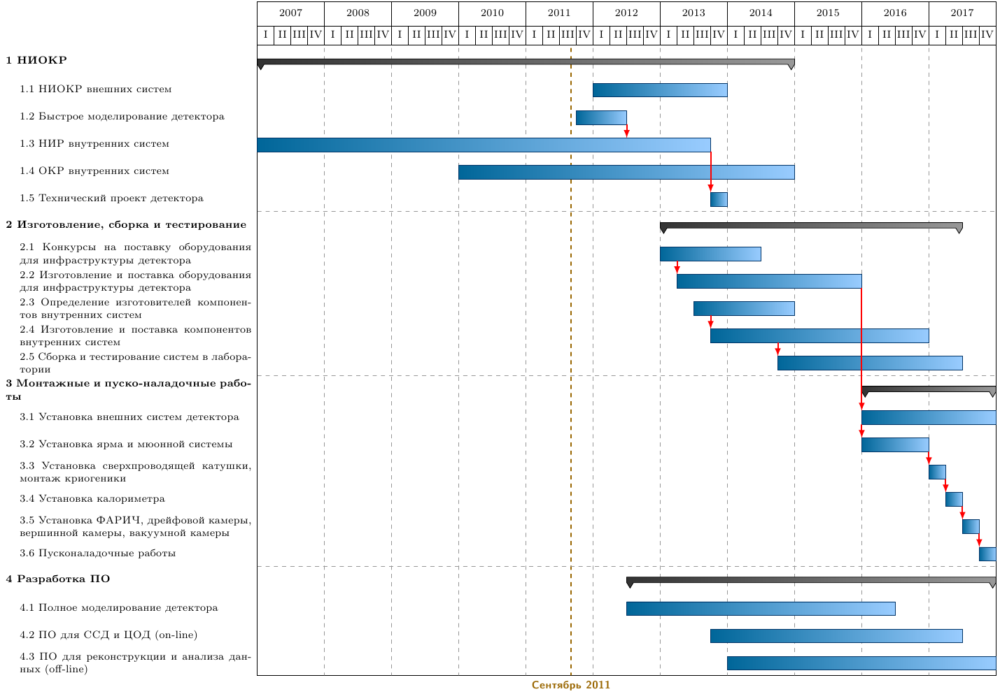 2007 2008 2009 2010 2011 2012 2013 2014 2015 2016 2017
I II III IV I II III IV I II III IV I II III IV I II III IV I II III IV I II III IV I II III IV I II III IV I II III IV I II III IV
1 НИОКР
1.1 НИОКР внешних систем
1.2 Быстрое моделирование детектора
1.3 НИР внутренних систем
1.4 ОКР внутренних систем
1.5 Технический проект детектора
2 Изготовление, сборка и тестирование
2.1 Конкурсы на поставку оборудования
для инфраструктуры детектора
2.2 Изготовление и поставка оборудования
для инфраструктуры детектора
2.3 Определение изготовителей компонен-
тов внутренних систем
2.4 Изготовление и поставка компонентов
внутренних систем
2.5 Сборка и тестирование систем в лабора-
тории
3 Монтажные и пуско-наладочные рабо-
ты
3.1 Установка внешних систем детектора
3.2 Установка ярма и мюонной системы
3.3 Установка сверхпроводящей катушки,
монтаж криогеники
3.4 Установка калориметра
3.5 Установка ФАРИЧ, дрейфовой камеры,
вершинной камеры, вакуумной камеры
3.6 Пусконаладочные работы
4 Разработка ПО
4.1 Полное моделирование детектора
4.2 ПО для ССД и ЦОД (on-line)
4.3 ПО для реконструкции и анализа дан-
ных (off-line)
Сентябрь 2011